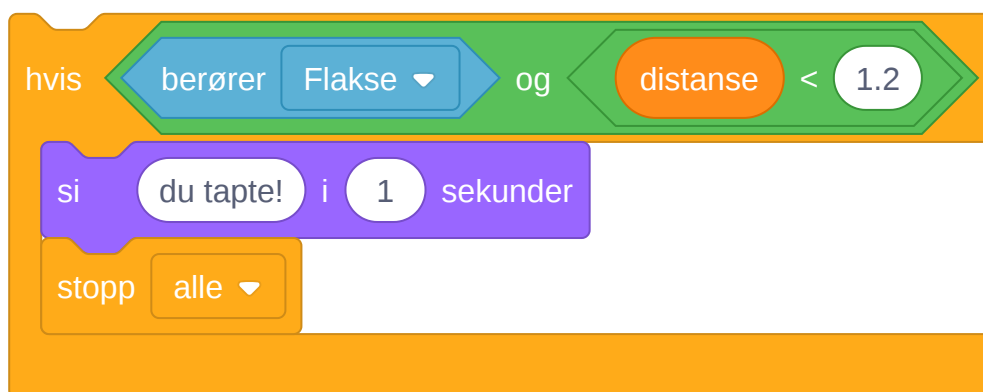 hvis berører Flakse og distanse < 1.2
si du tapte! i 1 sekunder
stopp alle